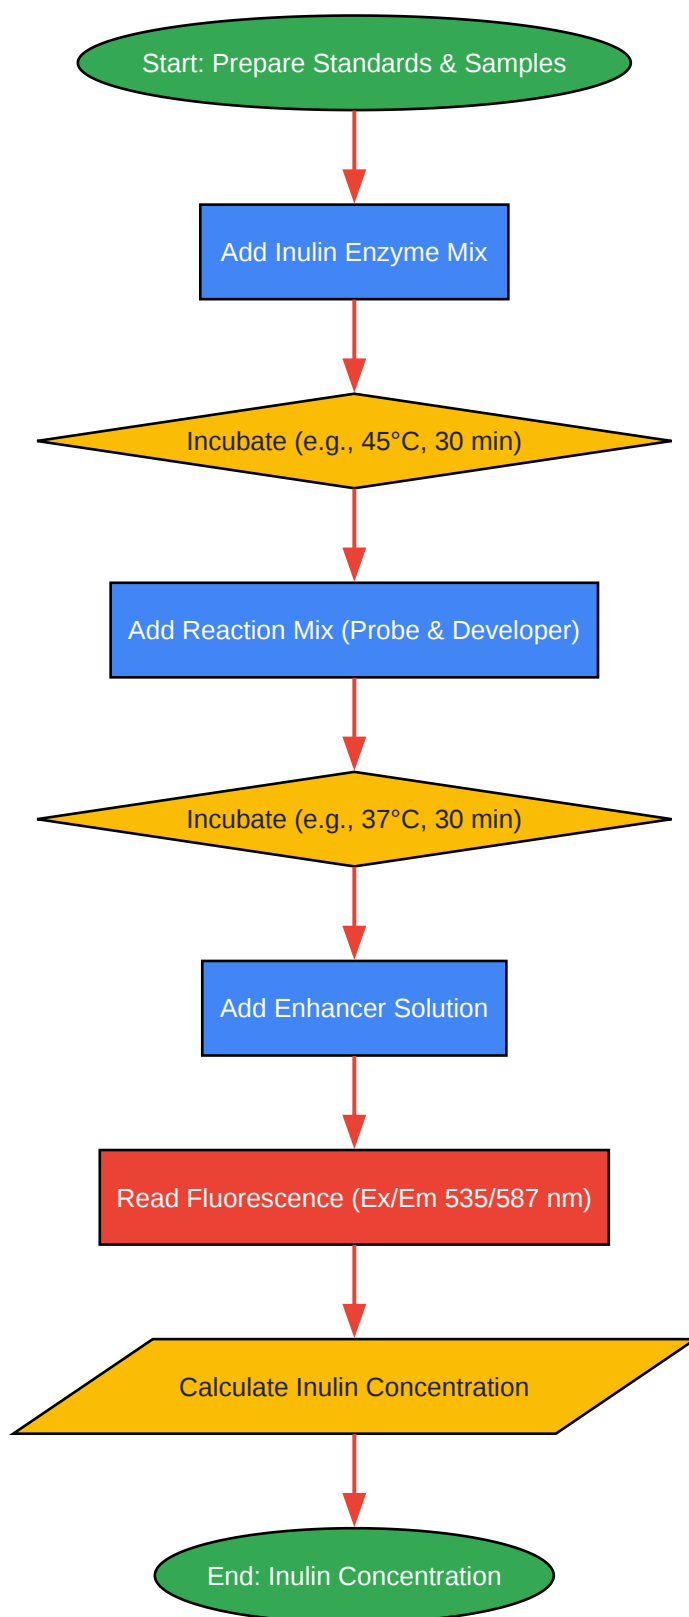 Start: Prepare Standards & Samples
Add Inulin Enzyme Mix
Incubate (e.g., 45°C, 30 min)
Add Reaction Mix (Probe & Developer)
Incubate (e.g., 37°C, 30 min)
Add Enhancer Solution
Read Fluorescence (Ex/Em 535/587 nm)
Calculate Inulin Concentration
End: Inulin Concentration